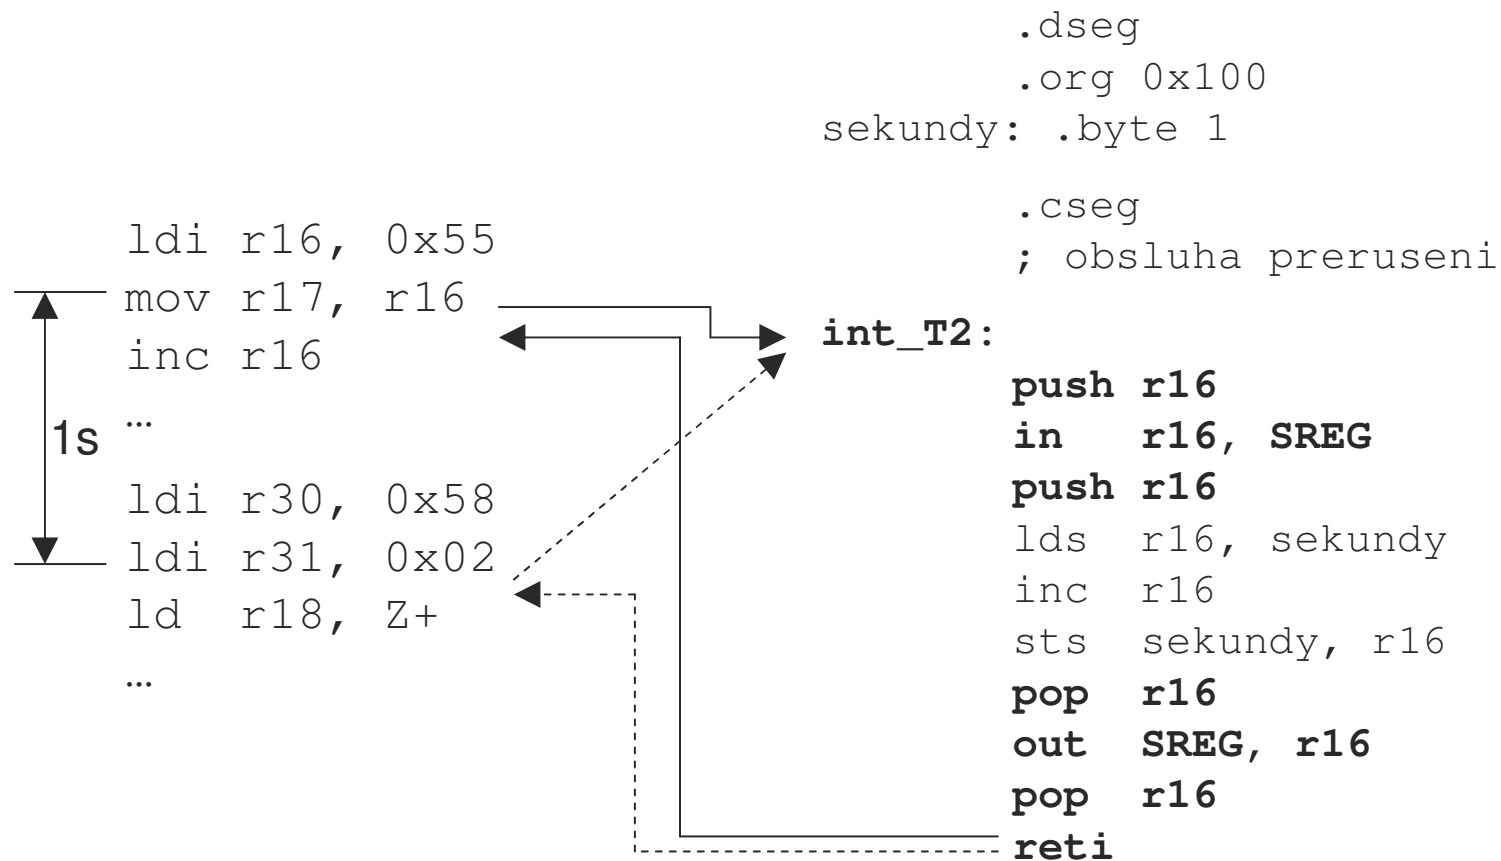 ldi r16, 0x55
mov r17, r16
inc r16
…
1s
ldi r30, 0x58
ldi r31, 0x02
ld  r18, Z+
…
.dseg
.org 0x100
sekundy: .byte 1
.cseg
; obsluha preruseni
int_T2:
push r16
in   r16, SREG
push r16
lds  r16, sekundy
inc  r16
sts  sekundy, r16
pop  r16
out  SREG, r16
pop  r16
reti